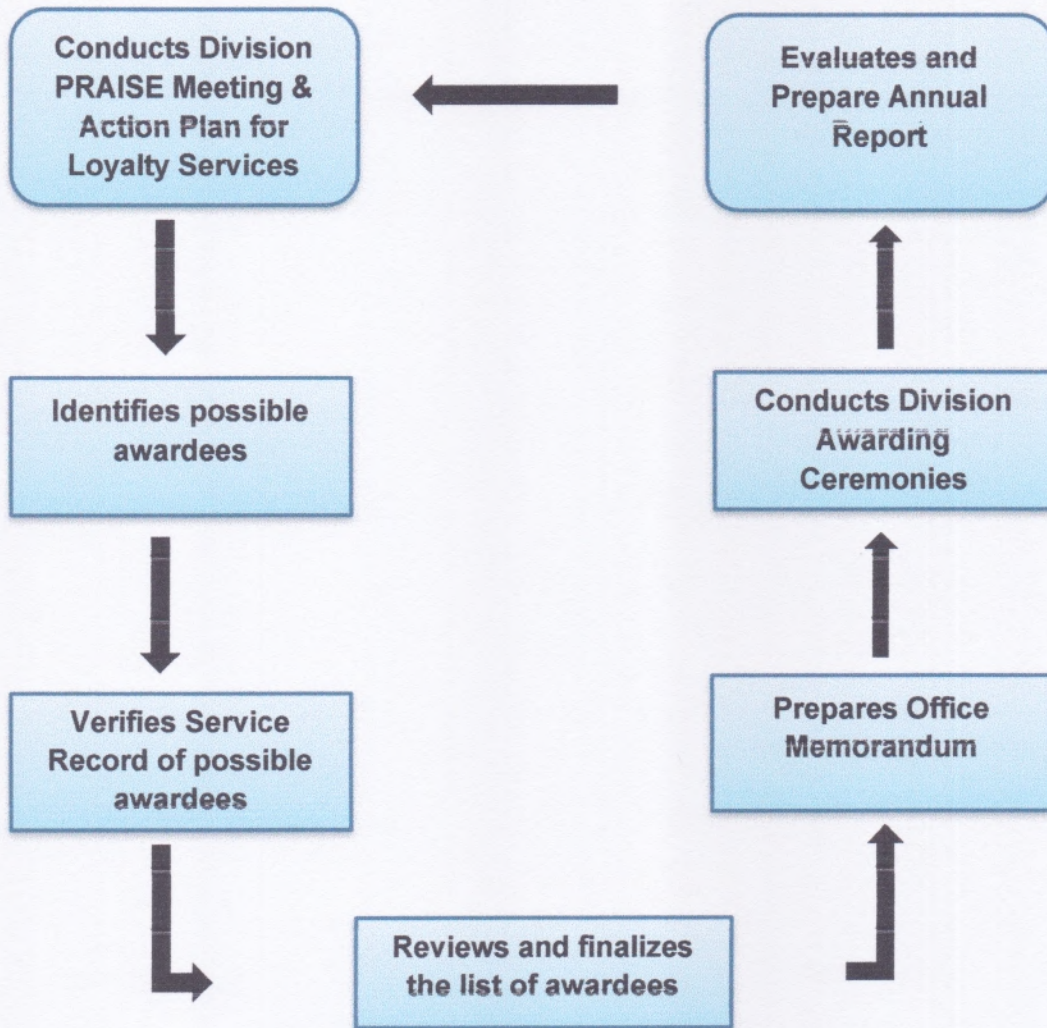 Conducts Division
PRAISE Meeting &
Action Plan for
Loyalty Services
Identifies possible
awardees
Verifies Service
Record of possible
awardees
Reviews and finalizes
the list of awardees
Prepares Office
Memorandum
Conducts Division
Awarding
Ceremonies
Evaluates and
Prepare Annual
Report